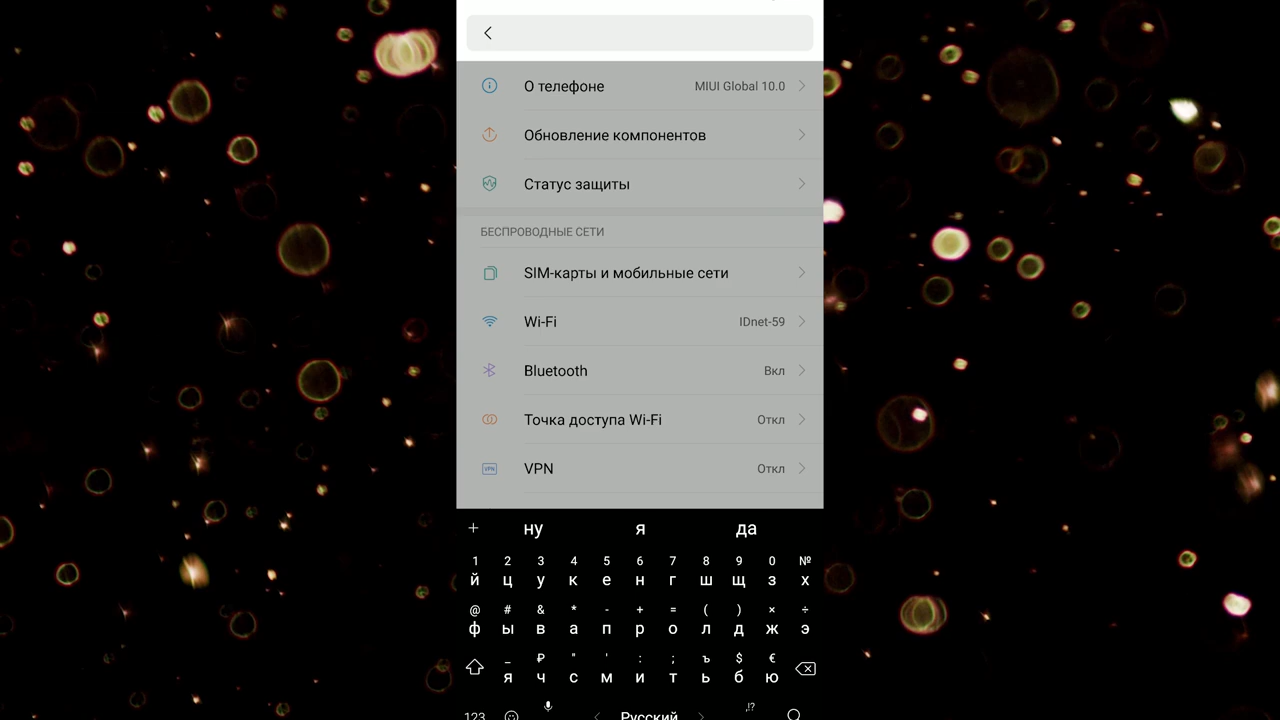 О телефоне MIUI Global 10.0
Обновление компонентов
Статус защиты
БЕСПРОВОДНЫЕ СЕТИ
SIM-карты и мобильные сети
Wi-Fi IDnet-59
Bluetooth Вкл
Точка доступа Wi-Fi Откл
VPN VPN Откл
+ ну я да
1 2 3 4 5 6 7 8 9 0 №
й ц у к е н г ш щ з х
@ # & * - + = ( ) × ÷
ф ы в а п р о л д ж э
_ ₽ " ' : ; ъ $ €
я ч с м и т ь б ю
,!?
123 Русский